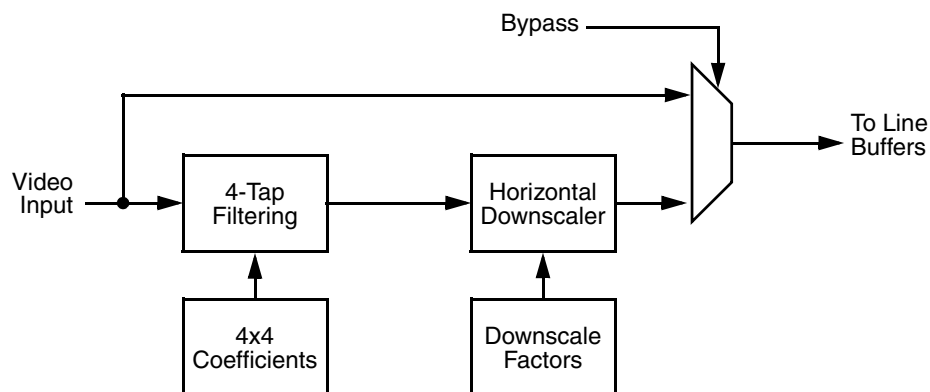 Bypass
To Line
Buffers
Video
Input
4-Tap
Filtering
Horizontal
Downscaler
4x4
Coefficients
Downscale
Factors